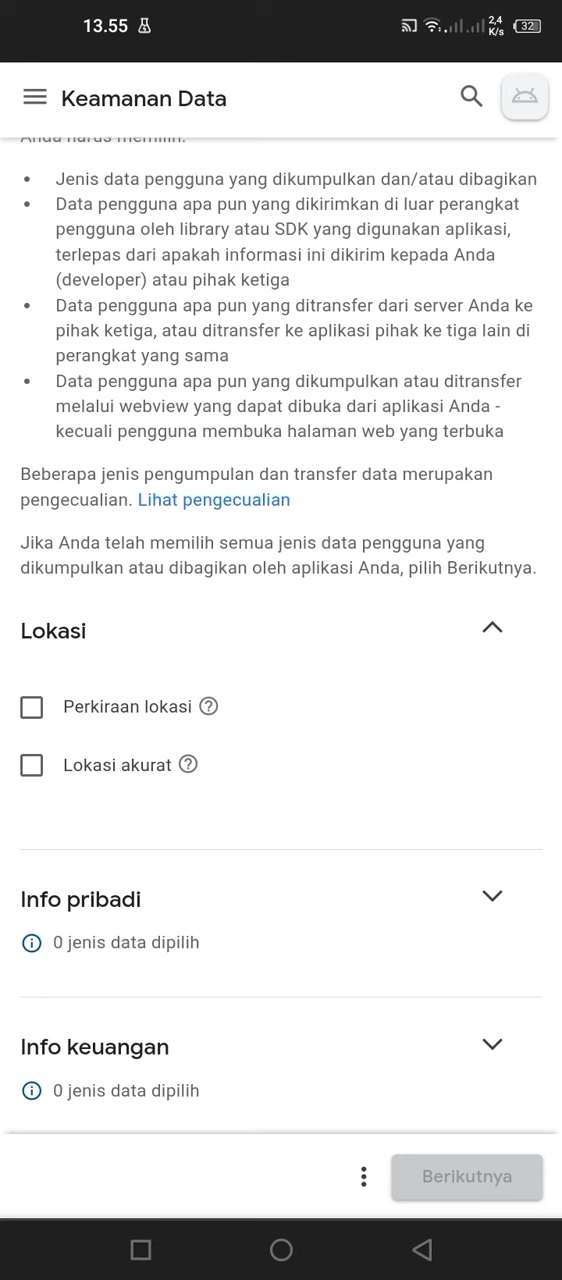 13.55
2,4
K/s
32
Keamanan Data
Anda harus memilih:
• Jenis data pengguna yang dikumpulkan dan/atau dibagikan
• Data pengguna apa pun yang dikirimkan di luar perangkat
pengguna oleh library atau SDK yang digunakan aplikasi,
terlepas dari apakah informasi ini dikirim kepada Anda
(developer) atau pihak ketiga
• Data pengguna apa pun yang ditransfer dari server Anda ke
pihak ketiga, atau ditransfer ke aplikasi pihak ke tiga lain di
perangkat yang sama
• Data pengguna apa pun yang dikumpulkan atau ditransfer
melalui webview yang dapat dibuka dari aplikasi Anda -
kecuali pengguna membuka halaman web yang terbuka
Beberapa jenis pengumpulan dan transfer data merupakan
pengecualian. Lihat pengecualian
Jika Anda telah memilih semua jenis data pengguna yang
dikumpulkan atau dibagikan oleh aplikasi Anda, pilih Berikutnya.
Lokasi
Perkiraan lokasi
Lokasi akurat
Info pribadi
0 jenis data dipilih
Info keuangan
0 jenis data dipilih
Berikutnya